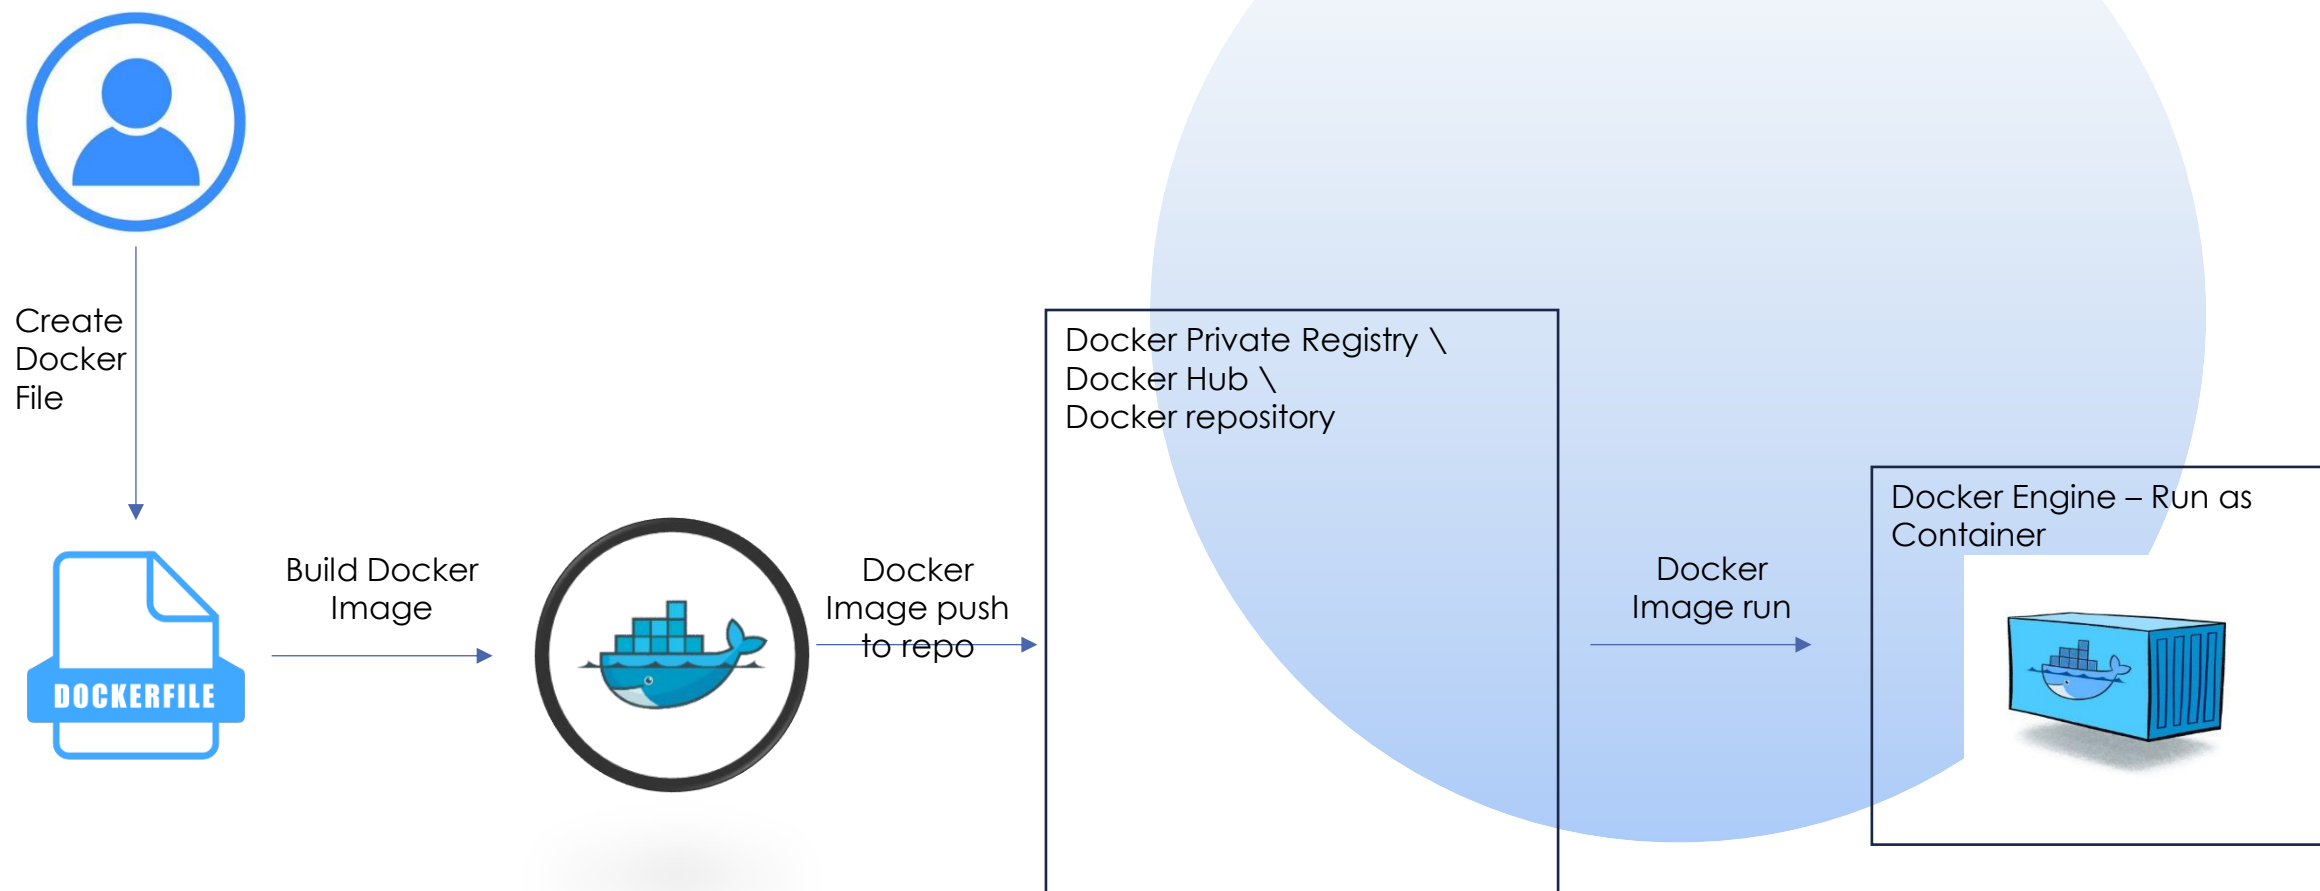 Create
Docker
File
DOCKERFILE
Build Docker
Image
Docker
Image push
to repo
Docker Private Registry \
Docker Hub \
Docker repository
Docker
Image run
Docker Engine – Run as
Container